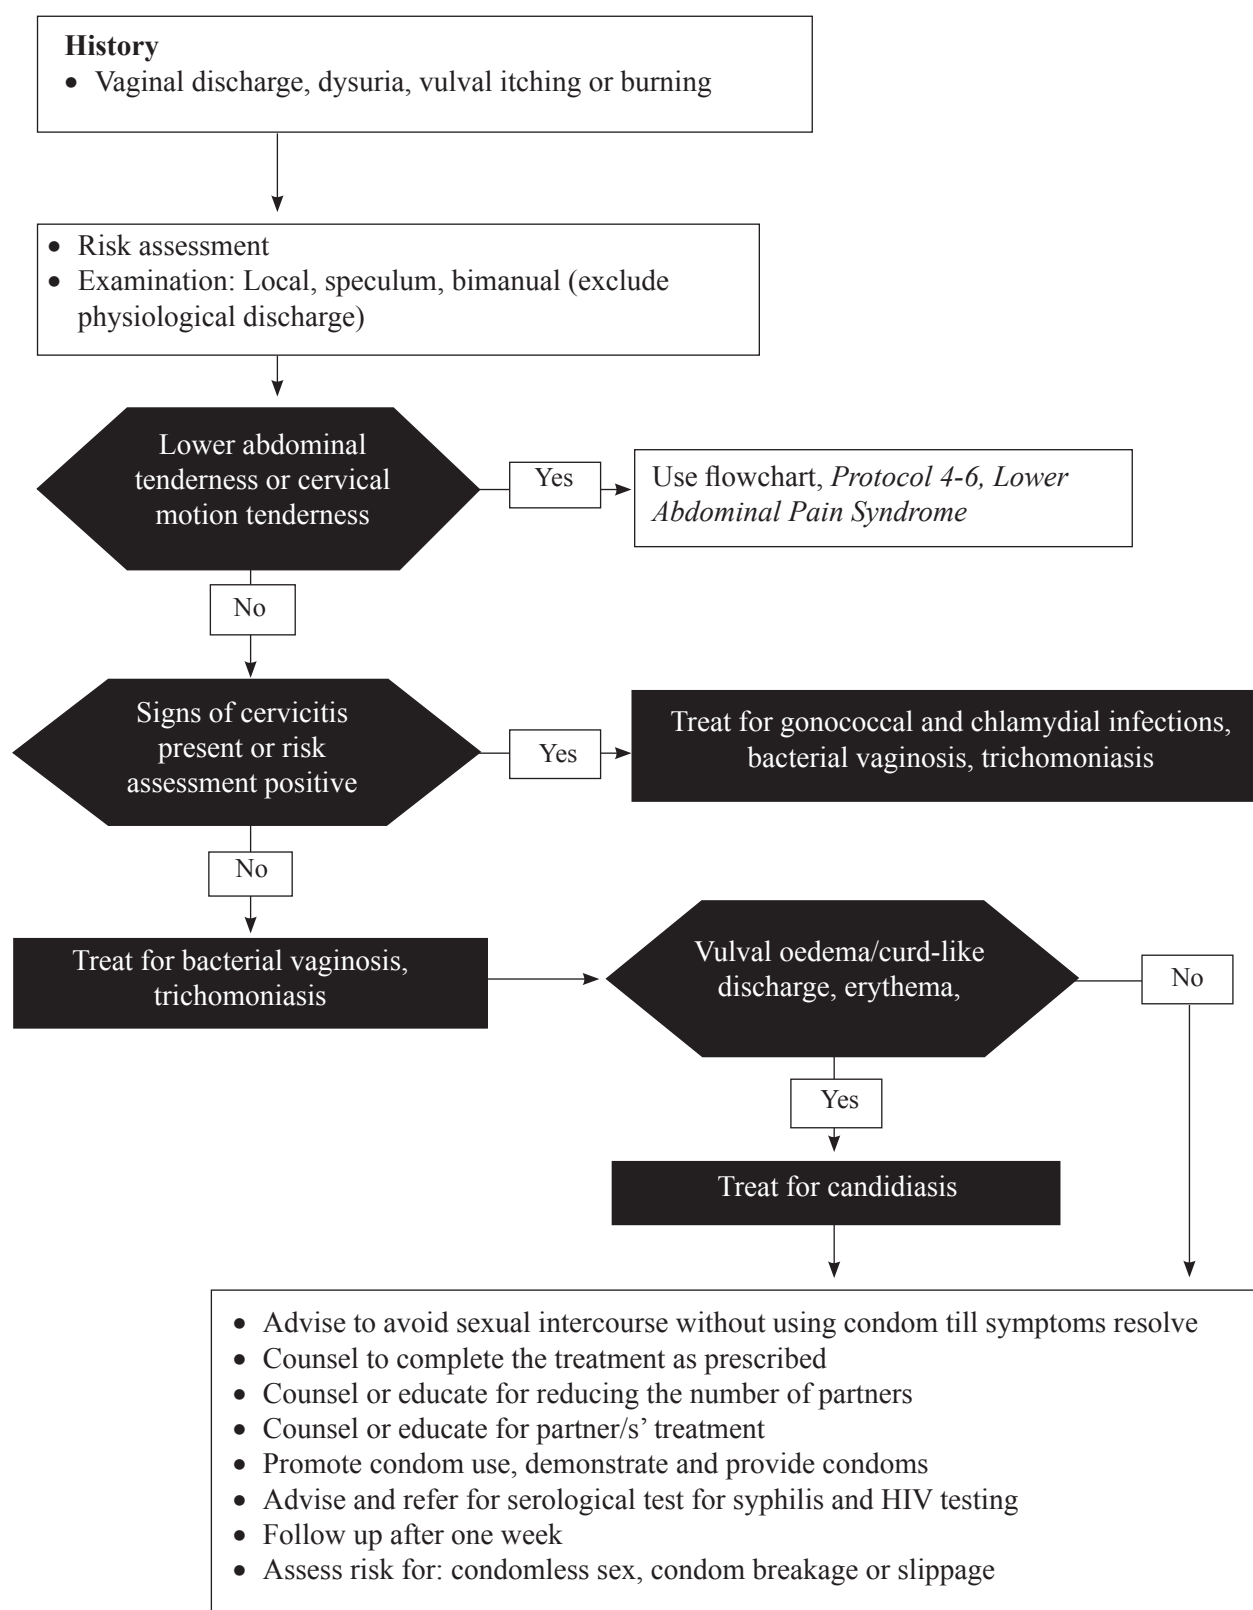 History
• Vaginal discharge, dysuria, vulval itching or burning
• Risk assessment
• Examination: Local, speculum, bimanual (exclude
physiological discharge)
Lower abdominal
tenderness or cervical
motion tenderness
Yes
Use flowchart, Protocol 4-6, Lower
Abdominal Pain Syndrome
No
Signs of cervicitis
present or risk
assessment positive
Yes
Treat for gonococcal and chlamydial infections,
bacterial vaginosis, trichomoniasis
No
Treat for bacterial vaginosis,
trichomoniasis
Vulval oedema/curd-like
discharge, erythema,
No
Yes
Treat for candidiasis
• Advise to avoid sexual intercourse without using condom till symptoms resolve
• Counsel to complete the treatment as prescribed
• Counsel or educate for reducing the number of partners
• Counsel or educate for partner/s’ treatment
• Promote condom use, demonstrate and provide condoms
• Advise and refer for serological test for syphilis and HIV testing
• Follow up after one week
• Assess risk for: condomless sex, condom breakage or slippage